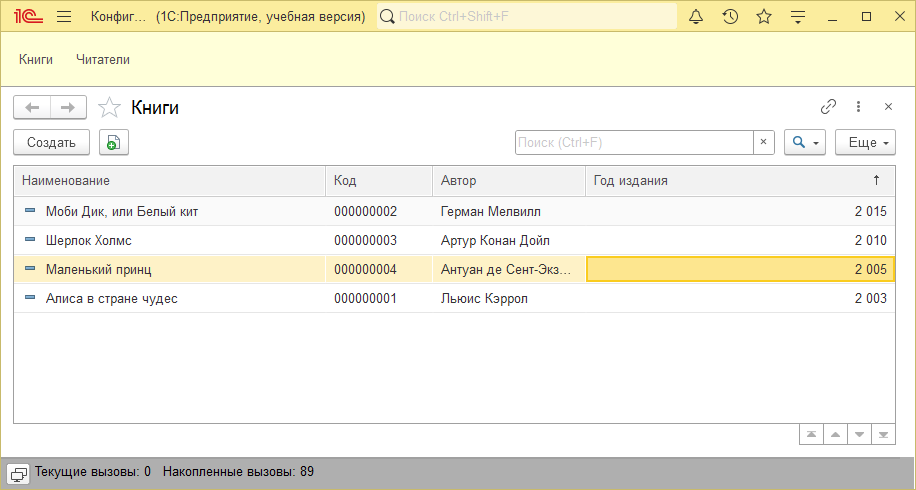 1С Конфиг... (1С:Предприятие, учебная версия) Поиск Ctrl+Shift+F
Книги Читатели
Книги
Создать Поиск (Ctrl+F) × Еще
Наименование Код Автор Год издания ↑
Моби Дик, или Белый кит 000000002 Герман Мелвилл 2 015
Шерлок Холмс 000000003 Артур Конан Дойл 2 010
Маленький принц 000000004 Антуан де Сент-Экз... 2 005
Алиса в стране чудес 000000001 Льюис Кэррол 2 003
Текущие вызовы: 0 Накопленные вызовы: 89